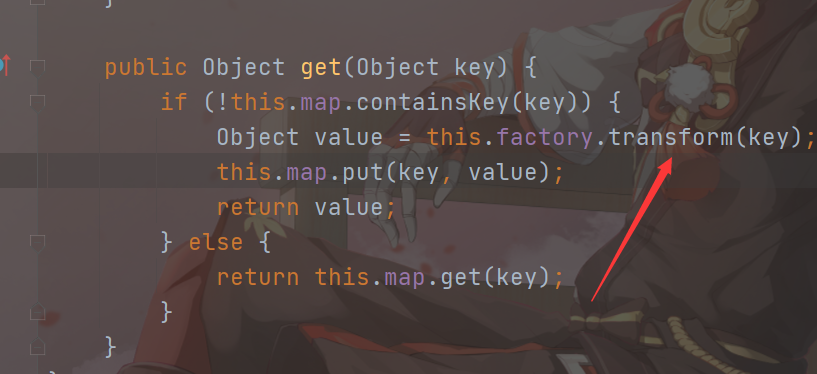 }
public Object get(Object key) {
if (!this.map.containsKey(key)) {
Object value = this.factory.transform(key);
this.map.put(key, value);
return value;
} else {
return this.map.get(key);
}
}